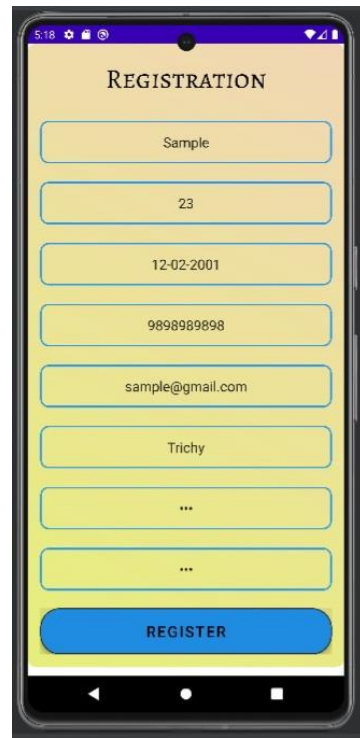 5:18
Registration
Sample
23
12-02-2001
9898989898
sample@gmail.com
Trichy
•••
•••
REGISTER